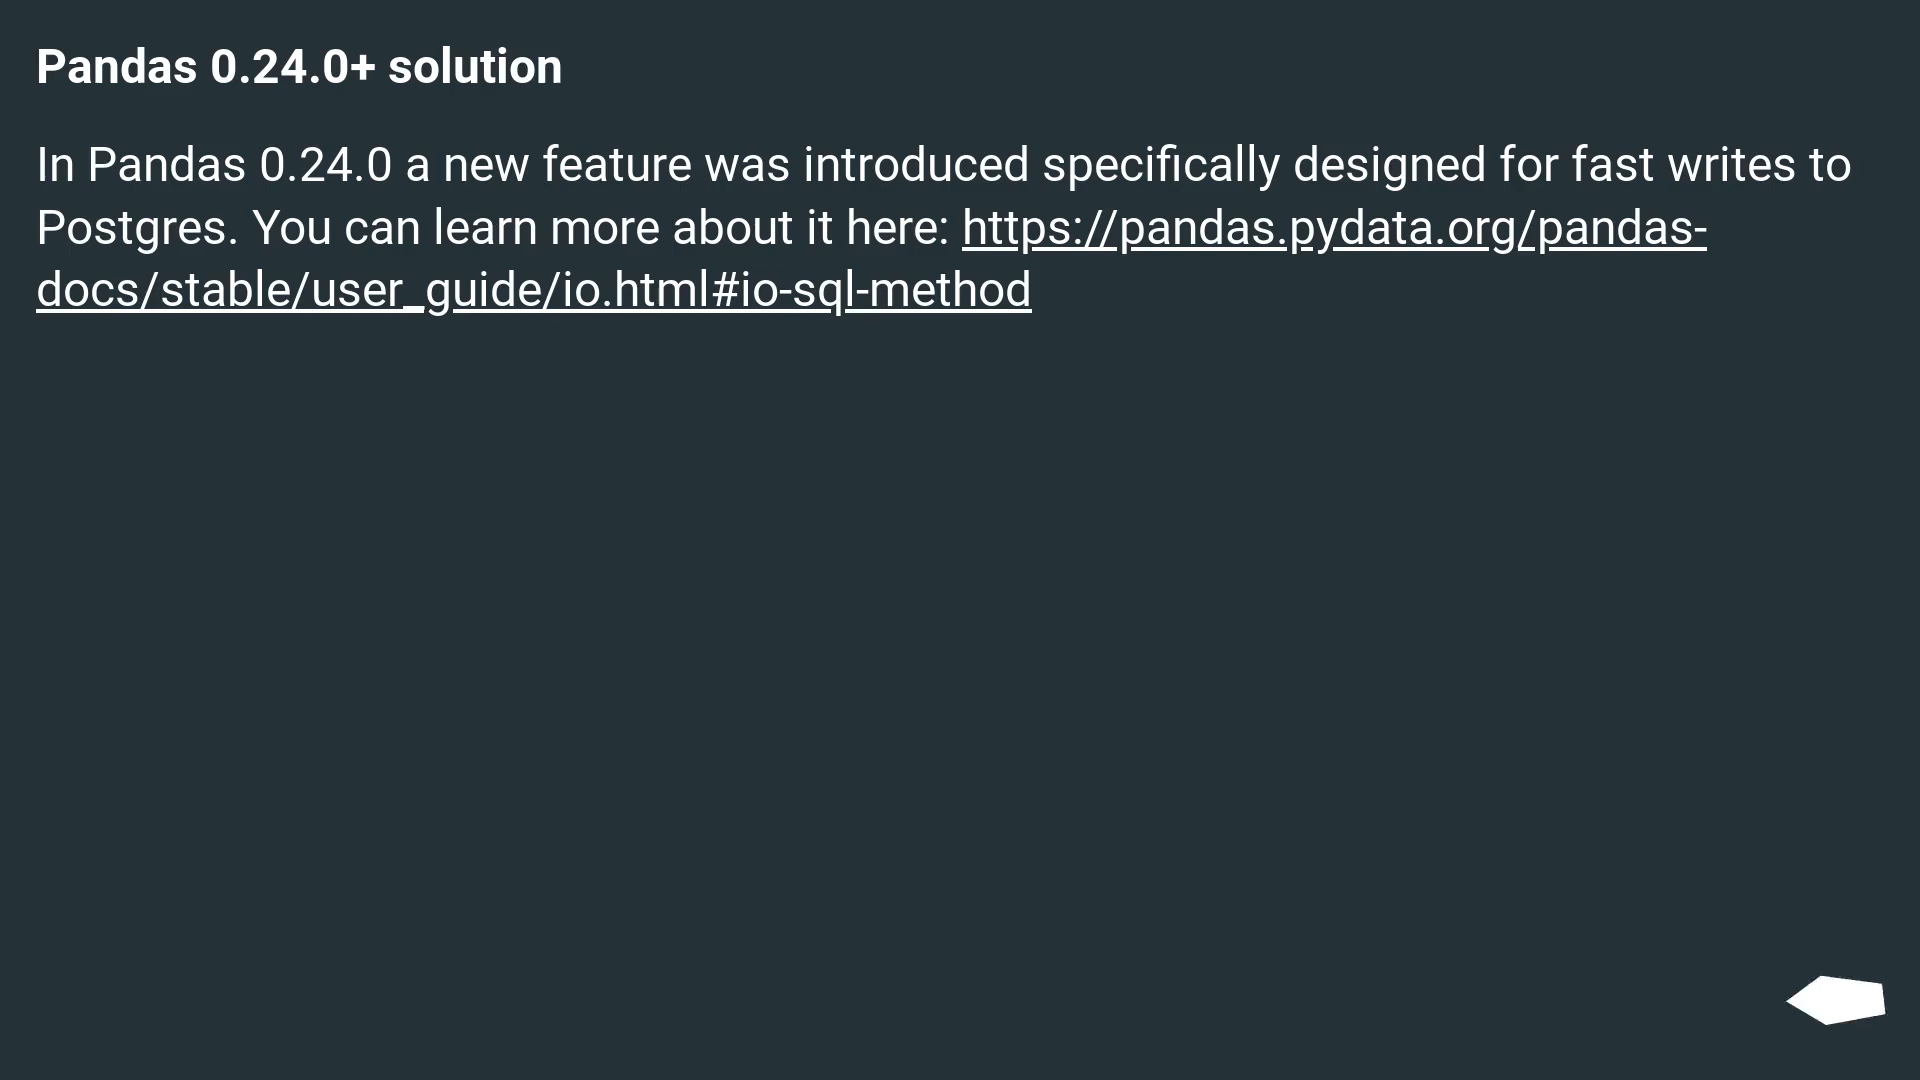 Pandas 0.24.0+ solution
In Pandas 0.24.0 a new feature was introduced specifically designed for fast writes to
Postgres. You can learn more about it here: https://pandas.pydata.org/pandas-
docs/stable/user_guide/io.html#io-sql-method